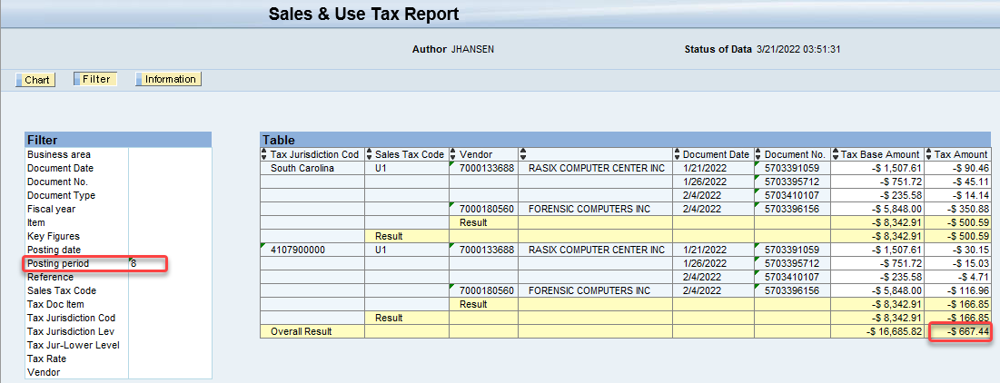 Sales & Use Tax Report
Author JHANSEN Status of Data 3/21/2022 03:51:31
Chart Filter Information
Filter
Business area
Document Date
Document No.
Document Type
Fiscal year
Item
Key Figures
Posting date
Posting period 8
Reference
Sales Tax Code
Tax Doc Item
Tax Jurisdiction Cod
Tax Jurisdiction Lev
Tax Jur-Lower Level
Tax Rate
Vendor
Table
Tax Jurisdiction Cod Sales Tax Code Vendor Document Date Document No. Tax Base Amount Tax Amount
South Carolina U1 7000133688 RASIX COMPUTER CENTER INC 1/21/2022 5703391059 -$ 1,507.61 -$ 90.46
1/26/2022 5703395712 -$ 751.72 -$ 45.11
2/4/2022 5703410107 -$ 235.58 -$ 14.14
7000180560 FORENSIC COMPUTERS INC 2/4/2022 5703396156 -$ 5,848.00 -$ 350.88
Result -$ 8,342.91 -$ 500.59
Result -$ 8,342.91 -$ 500.59
4107900000 U1 7000133688 RASIX COMPUTER CENTER INC 1/21/2022 5703391059 -$ 1,507.61 -$ 30.15
1/26/2022 5703395712 -$ 751.72 -$ 15.03
2/4/2022 5703410107 -$ 235.58 -$ 4.71
7000180560 FORENSIC COMPUTERS INC 2/4/2022 5703396156 -$ 5,848.00 -$ 116.96
Result -$ 8,342.91 -$ 166.85
Result -$ 8,342.91 -$ 166.85
Overall Result -$ 16,685.82 -$ 667.44